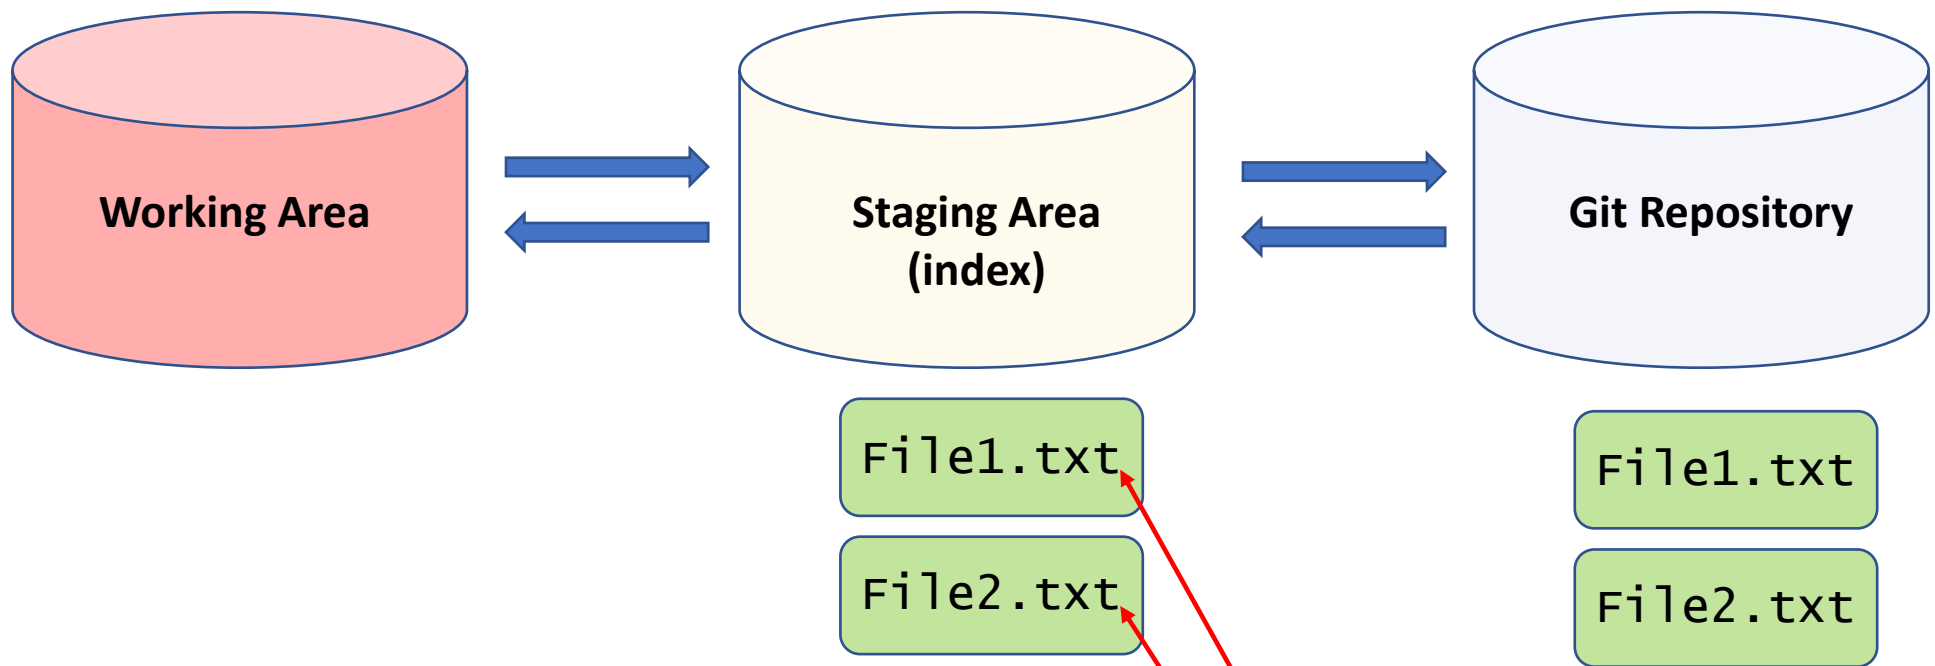 Working Area
Staging Area
(index)
Git Repository
File1.txt
File2.txt
File1.txt
File2.txt